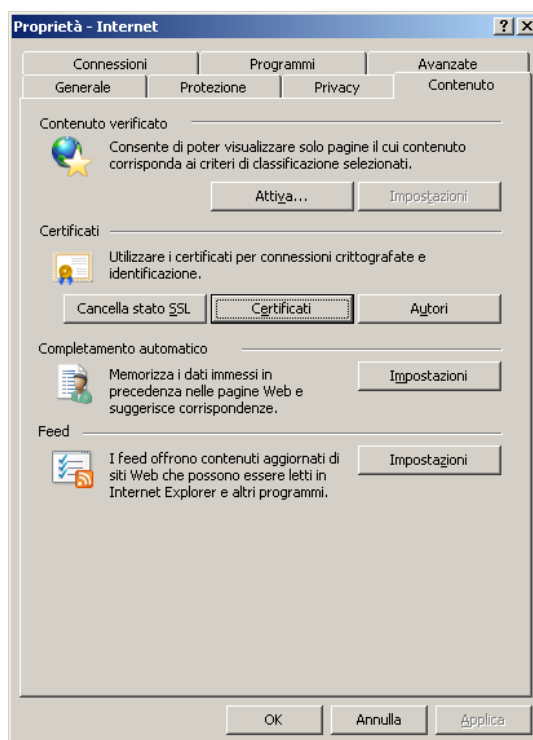 Proprietà - Internet
Connessioni Programmi Avanzate
Generale Protezione Privacy Contenuto
Contenuto verificato
Consente di poter visualizzare solo pagine il cui contenuto
corrisponda ai criteri di classificazione selezionati.
Attiva... Impostazioni
Certificati
Utilizzare i certificati per connessioni crittografate e
identificazione.
Cancella stato SSL Certificati Autori
Completamento automatico
Memorizza i dati immessi in
precedenza nelle pagine Web e
suggerisce corrispondenze.
Impostazioni
Feed
I feed offrono contenuti aggiornati di
siti Web che possono essere letti in
Internet Explorer e altri programmi.
Impostazioni
OK Annulla Applica